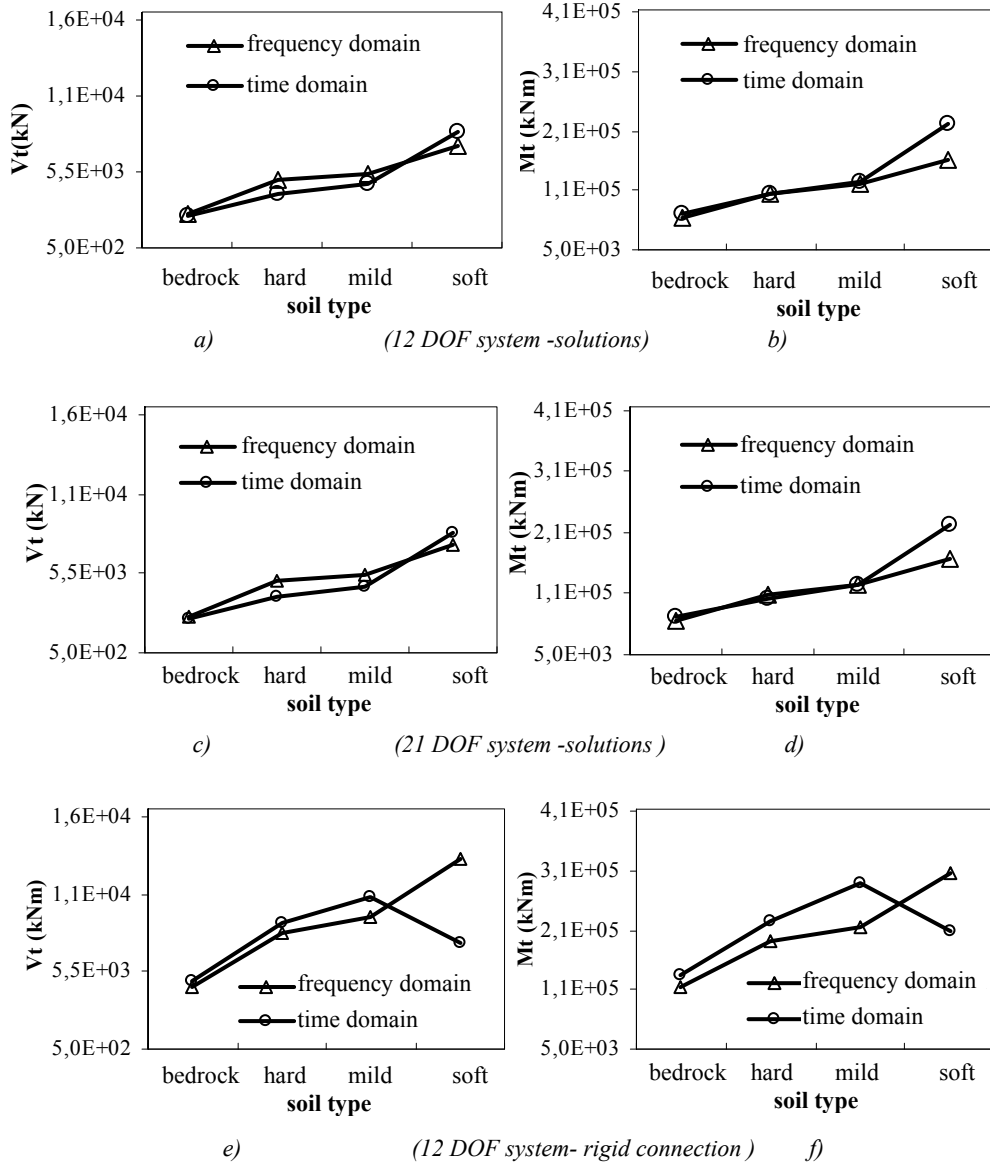 1,6E+04
1,1E+04
5,5E+03
5,0E+02
Vt(kN)
frequency domain
time domain
bedrock hard mild soft
soil type
4,1E+05
3,1E+05
2,1E+05
1,1E+05
5,0E+03
Mt (kNm)
frequency domain
time domain
bedrock hard mild soft
soil type
a) (12 DOF system -solutions) b)
1,6E+04
1,1E+04
5,5E+03
5,0E+02
Vt (kN)
frequency domain
time domain
bedrock hard mild soft
soil type
4,1E+05
3,1E+05
2,1E+05
1,1E+05
5,0E+03
Mt (kNm)
frequency domain
time domain
bedrock hard mild soft
soil type
c) (21 DOF system -solutions ) d)
1,6E+04
1,1E+04
5,5E+03
5,0E+02
Vt (kNm)
frequency domain
time domain
bedrock hard mild soft
soil type
4,1E+05
3,1E+05
2,1E+05
1,1E+05
5,0E+03
Mt (kNm)
frequency domain
time domain
bedrock hard mild soft
soil type
e) (12 DOF system- rigid connection ) f)